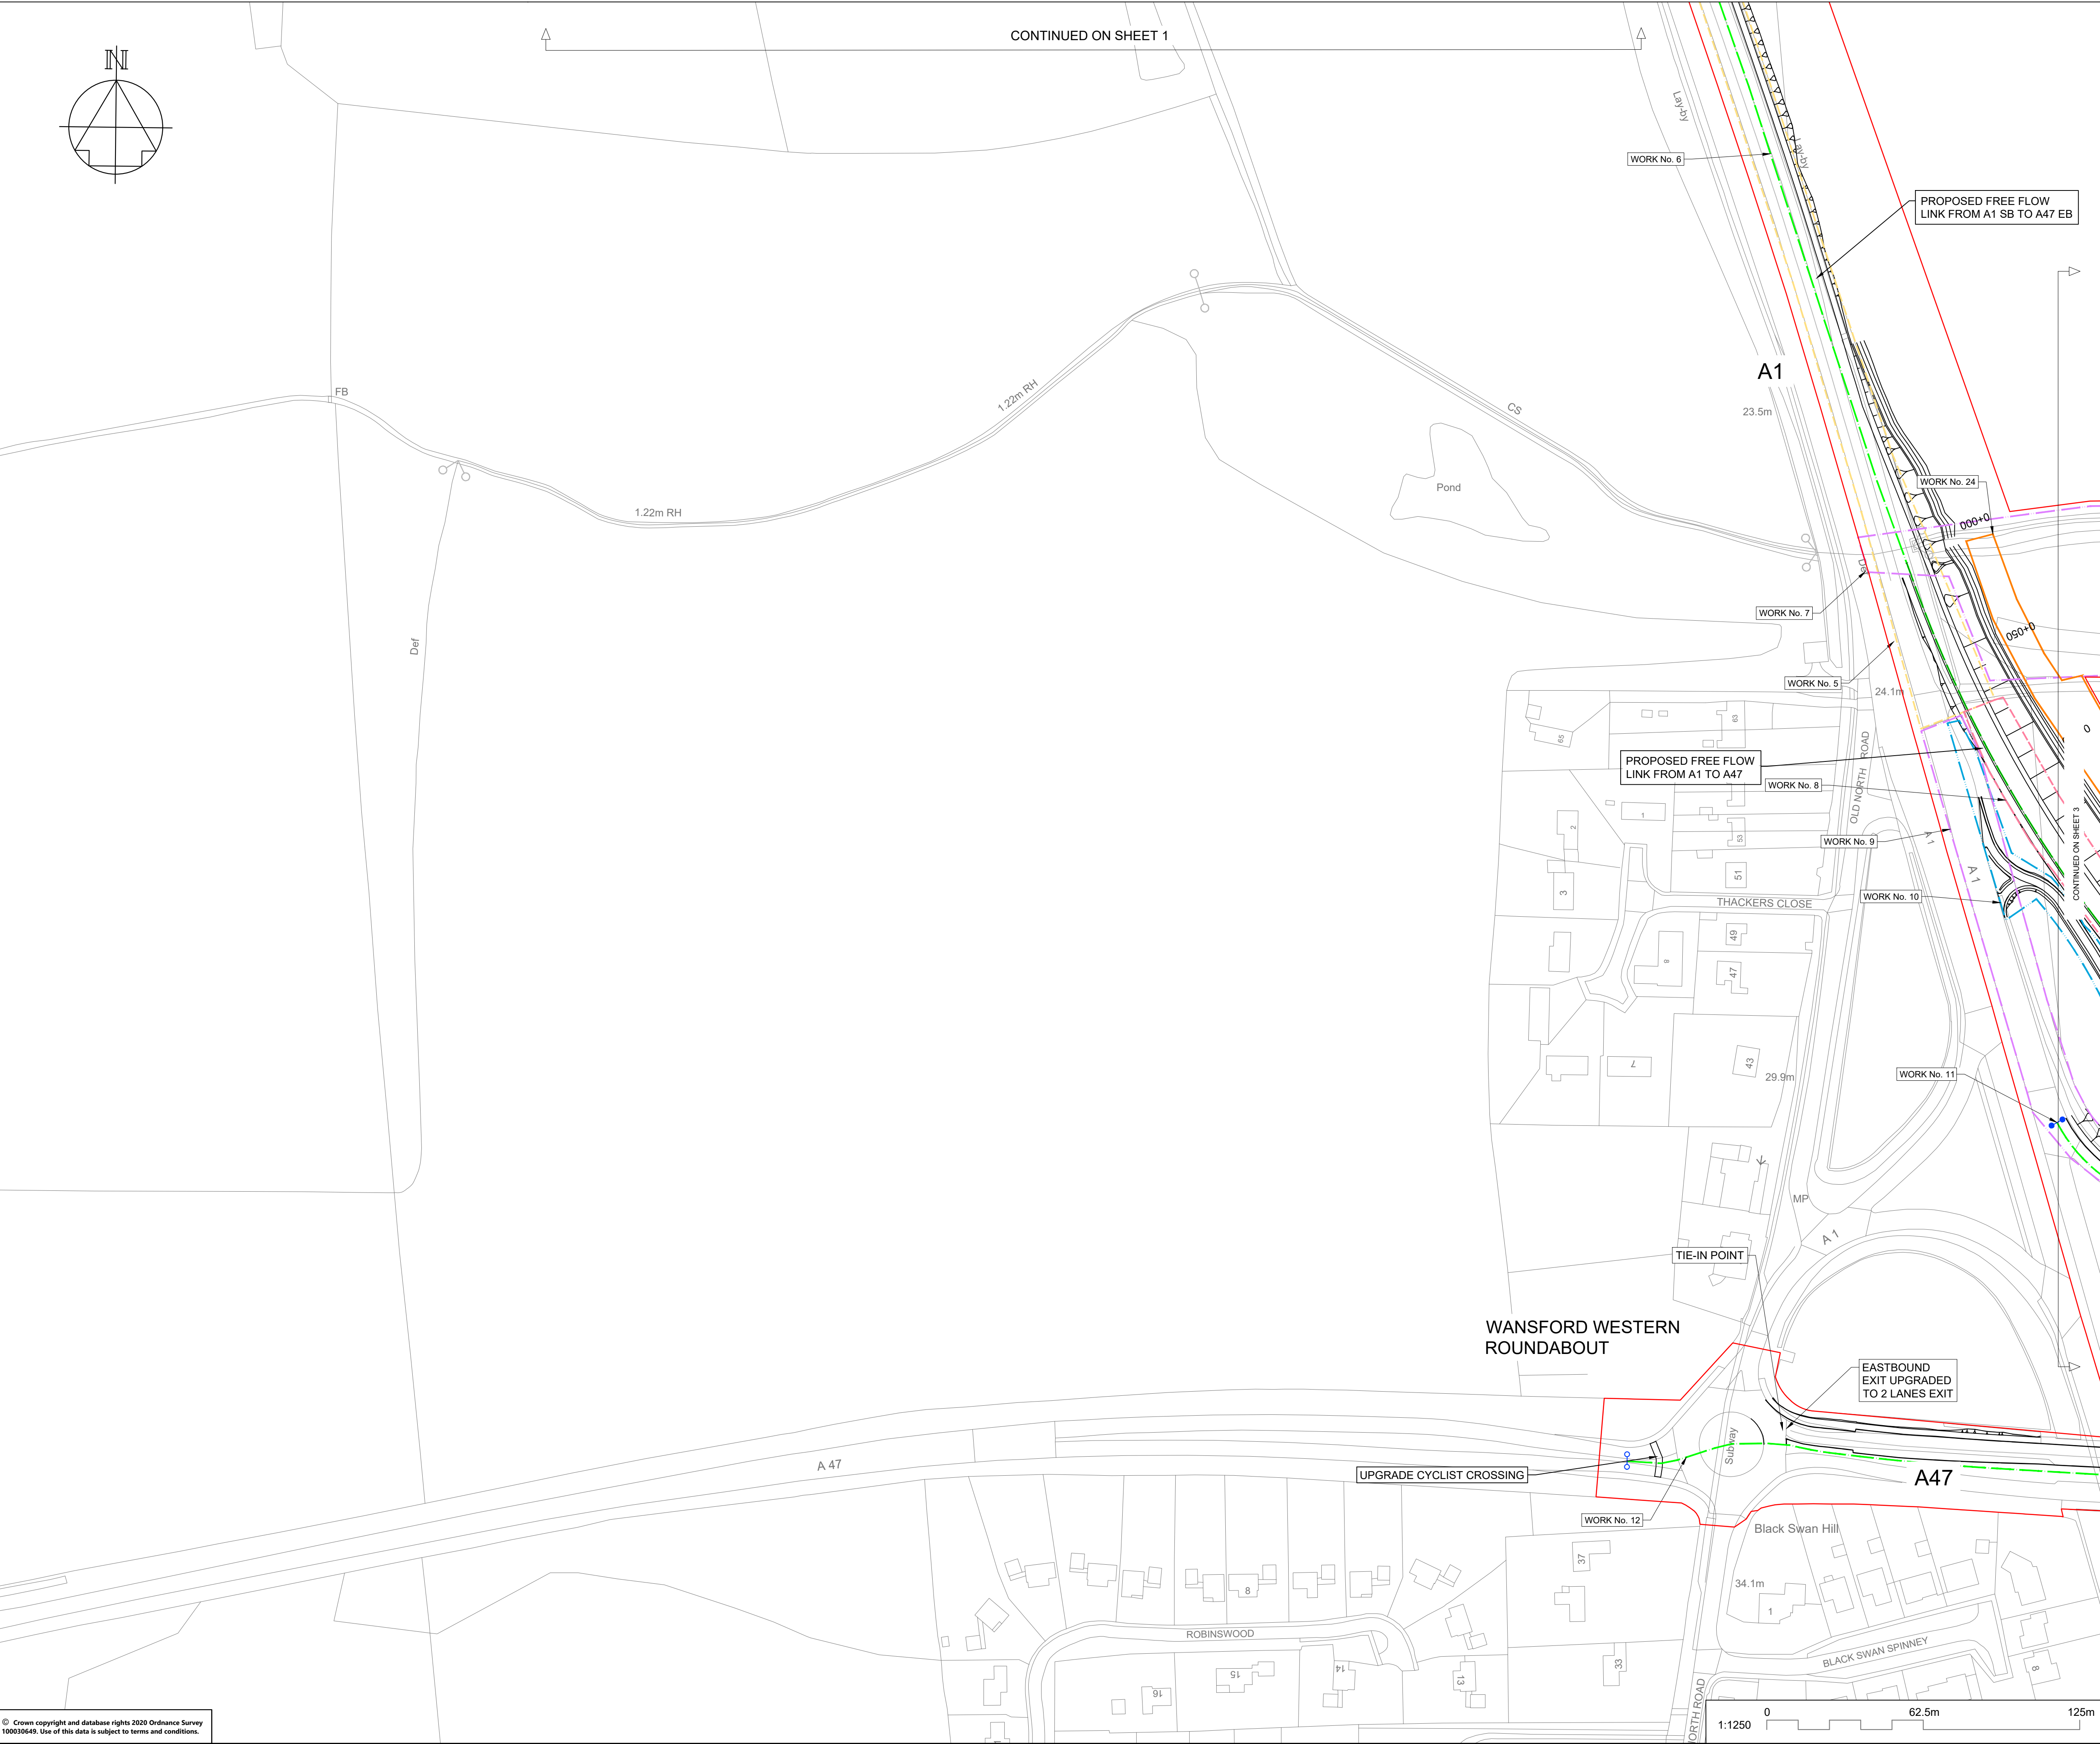 N
CONTINUED ON SHEET 1
Lay-by
Lay-by
WORK No. 6
PROPOSED FREE FLOW
LINK FROM A1 SB TO A47 EB
A1
23.5m
FB
1.22m RH
CS
Pond
1.22m RH
WORK No. 24
0+000
Def
WORK No. 7
0+050
Def
WORK No. 5
24.1m
65
63
0
PROPOSED FREE FLOW
LINK FROM A1 TO A47
OLD NORTH ROAD
WORK No. 8
2
1
53
A 1
WORK No. 9
CONTINUED ON SHEET 3
51
3
A 1
WORK No. 10
THACKERS CLOSE
49
8
47
43
7
29.9m
WORK No. 11
MP
A 1
TIE-IN POINT
WANSFORD WESTERN
ROUNDABOUT
EASTBOUND
EXIT UPGRADED
TO 2 LANES EXIT
Subway
A 47
UPGRADE CYCLIST CROSSING
A47
WORK No. 12
Black Swan Hill
37
34.1m
8
1
ROBINSWOOD
BLACK SWAN SPINNEY
33
15
14
13
16
8
NORTH ROAD
© Crown copyright and database rights 2020 Ordnance Survey
100030649. Use of this data is subject to terms and conditions.
1:1250
0
62.5m
125m